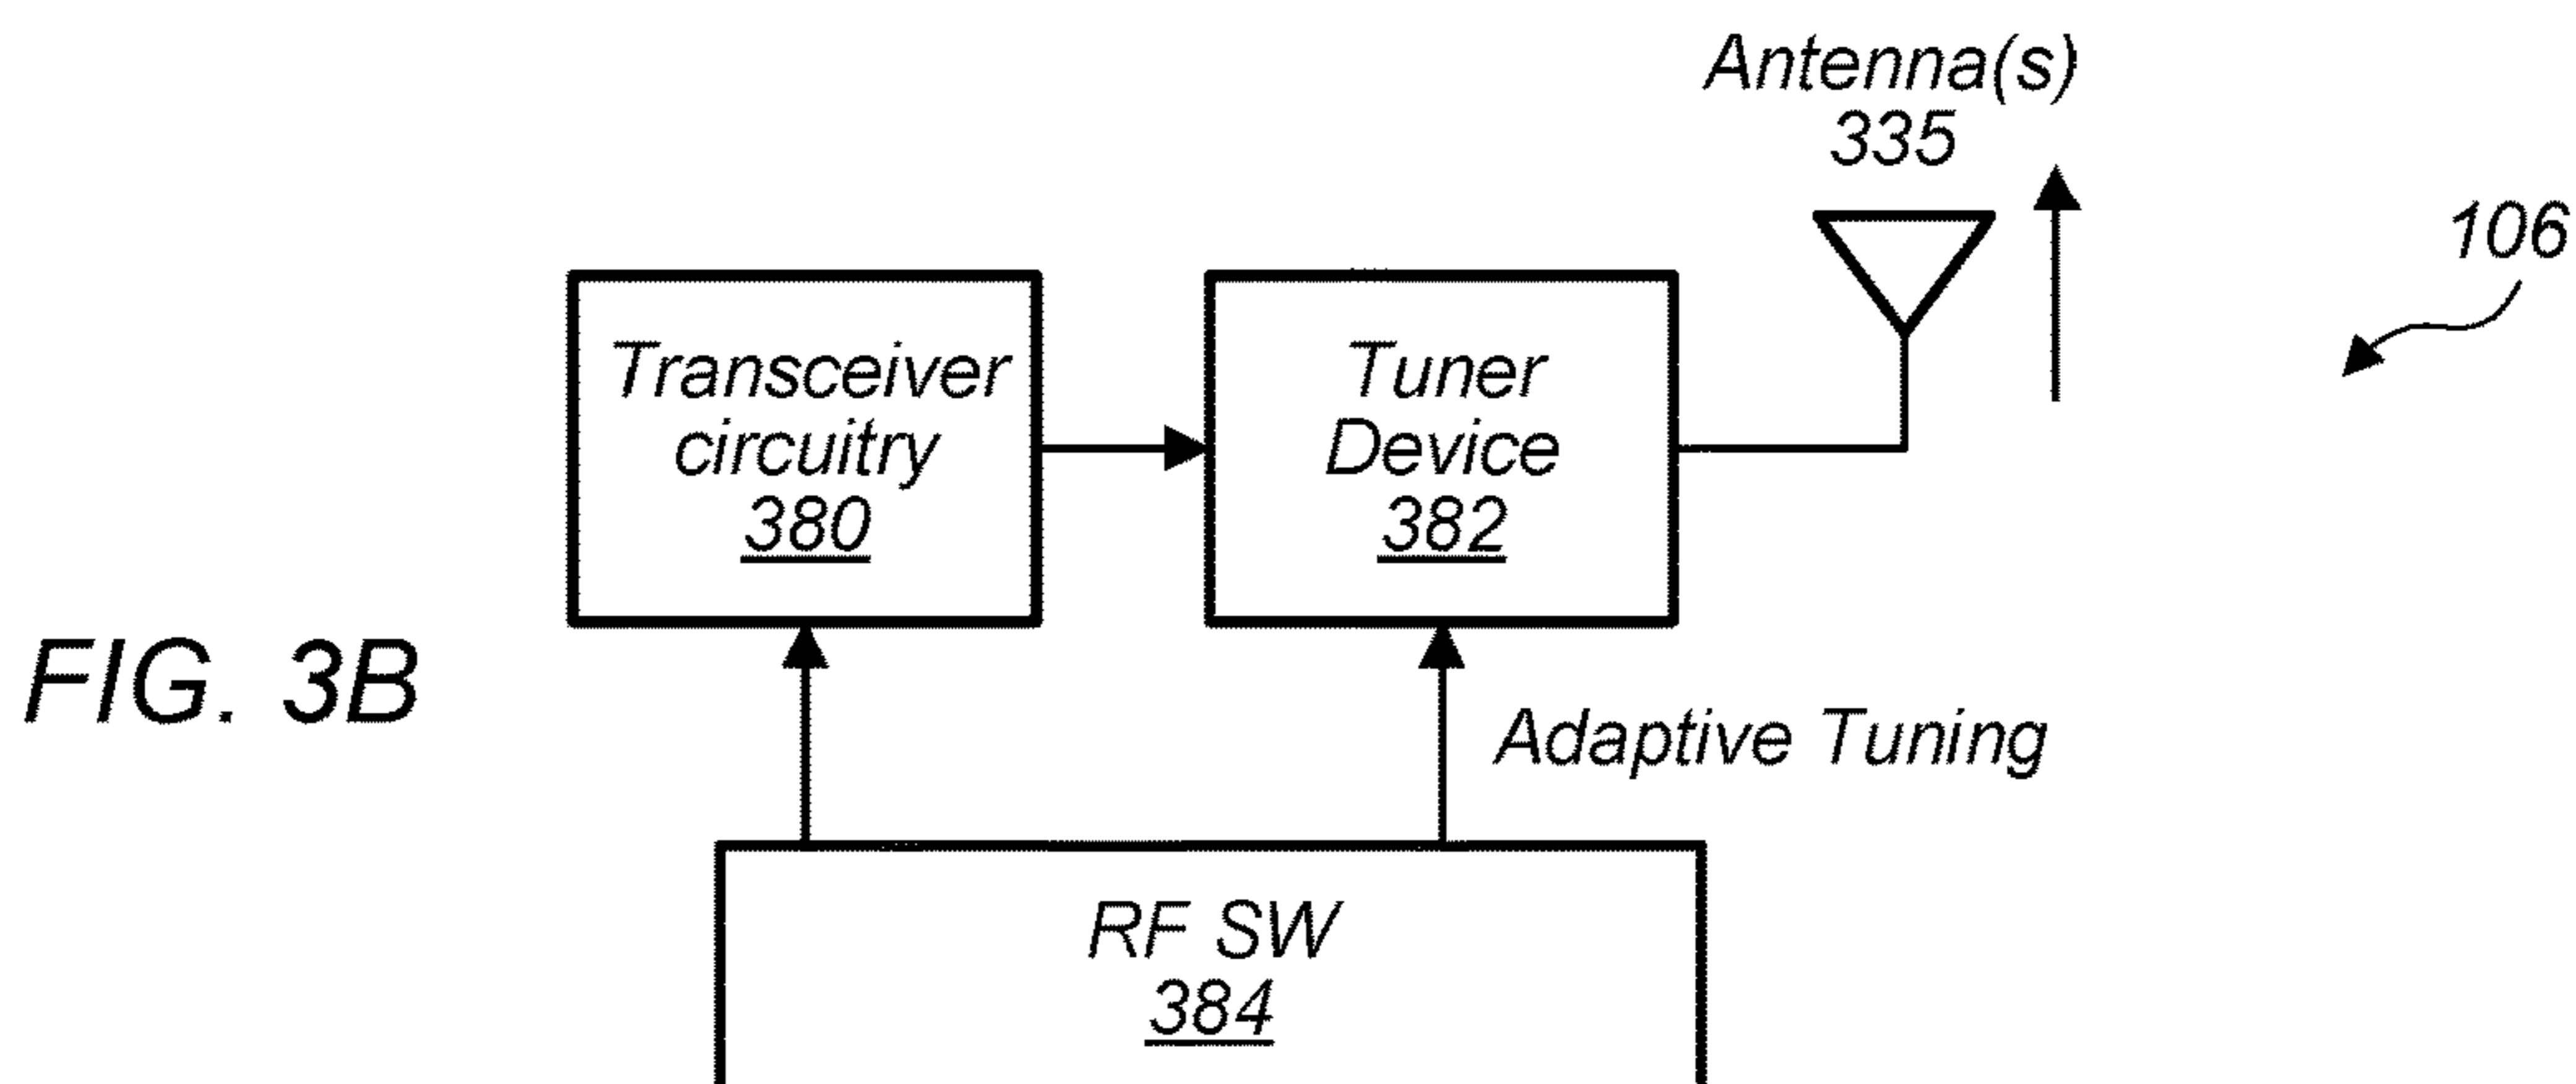 Antenna(s)
335
106
Transceiver
circuitry
380
Tuner
Device
382
FIG. 3B
Adaptive Tuning
RF SW
384